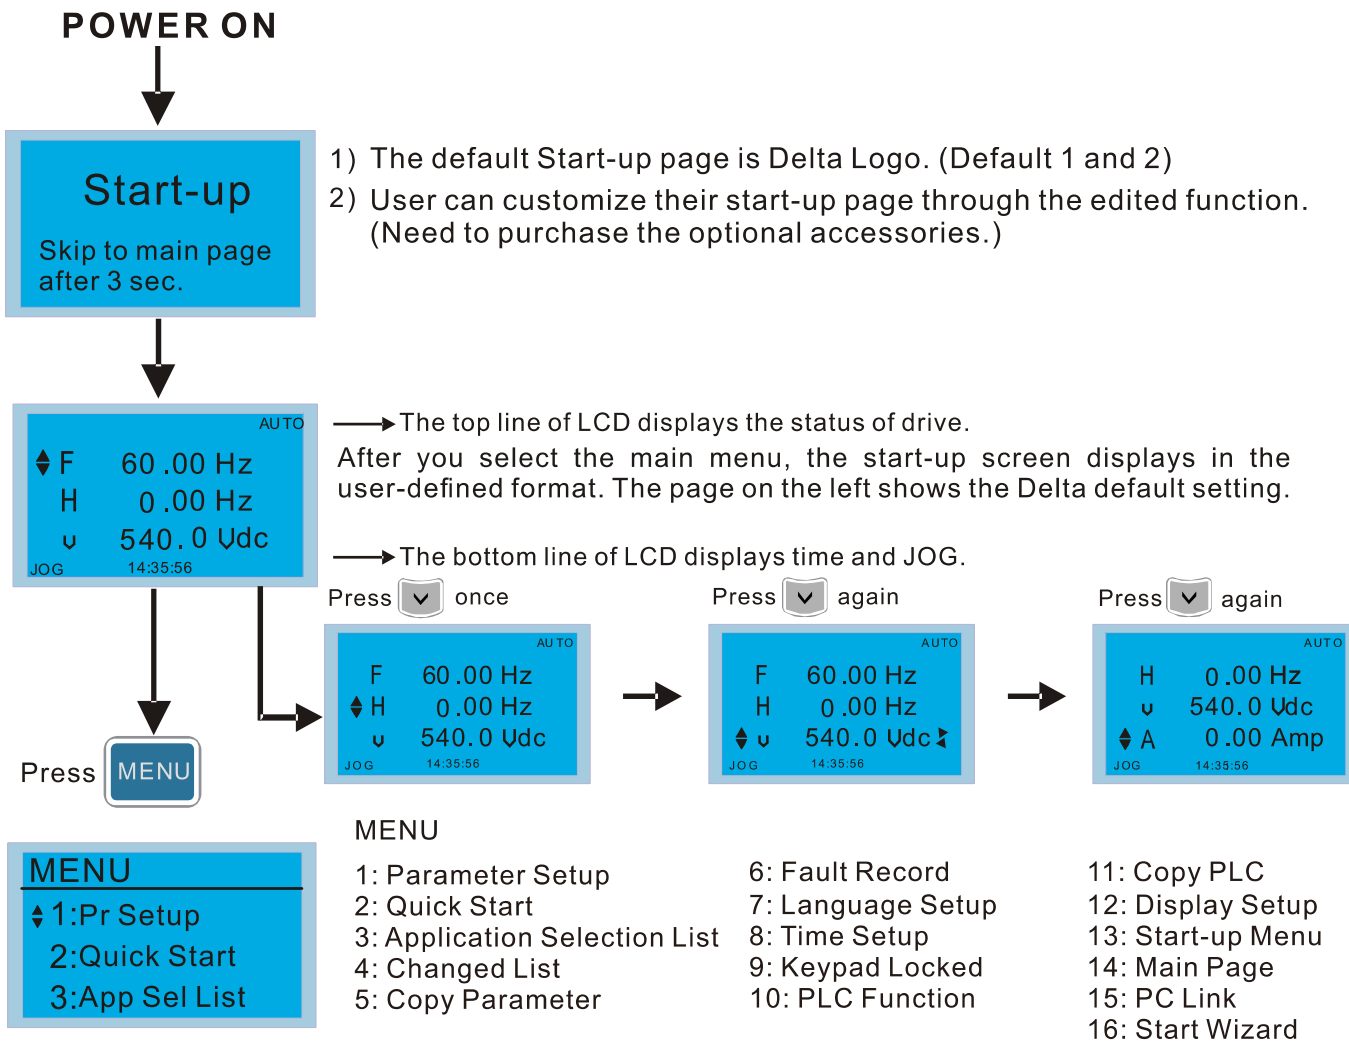 POWER ON
Start-up
Skip to main page
after 3 sec.
1) The default Start-up page is Delta Logo. (Default 1 and 2)
2) User can customize their start-up page through the edited function.
(Need to purchase the optional accessories.)
AUTO
F 60.00 Hz
H 0.00 Hz
v 540.0 Vdc
JOG 14:35:56
The top line of LCD displays the status of drive.
After you select the main menu, the start-up screen displays in the
user-defined format. The page on the left shows the Delta default setting.
The bottom line of LCD displays time and JOG.
Press once
AUTO
F 60.00 Hz
H 0.00 Hz
v 540.0 Vdc
JOG 14:35:56
Press again
AUTO
F 60.00 Hz
H 0.00 Hz
v 540.0 Vdc
JOG 14:35:56
Press again
AUTO
H 0.00 Hz
v 540.0 Vdc
A 0.00 Amp
JOG 14:35:56
Press MENU
MENU
1:Pr Setup
2:Quick Start
3:App Sel List
MENU
1: Parameter Setup
2: Quick Start
3: Application Selection List
4: Changed List
5: Copy Parameter
6: Fault Record
7: Language Setup
8: Time Setup
9: Keypad Locked
10: PLC Function
11: Copy PLC
12: Display Setup
13: Start-up Menu
14: Main Page
15: PC Link
16: Start Wizard